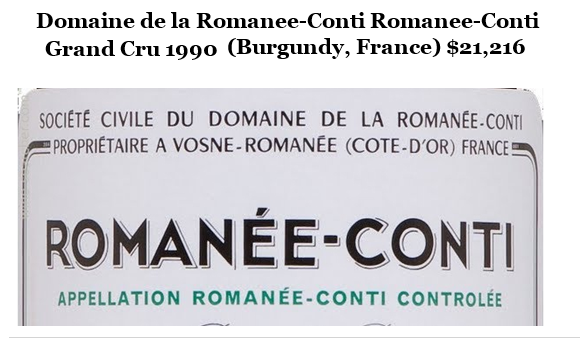 Domaine de la Romanee-Conti Romanee-Conti
Grand Cru 1990 (Burgundy, France) $21,216
SOCIÉTÉ CIVILE DU DOMAINE DE LA ROMANÉE-CONTI
PROPRIÉTAIRE A VOSNE-ROMANÉE (COTE-D'OR) FRANCE
ROMANÉE-CONTI
APPELLATION ROMANÉE-CONTI CONTROLÉE